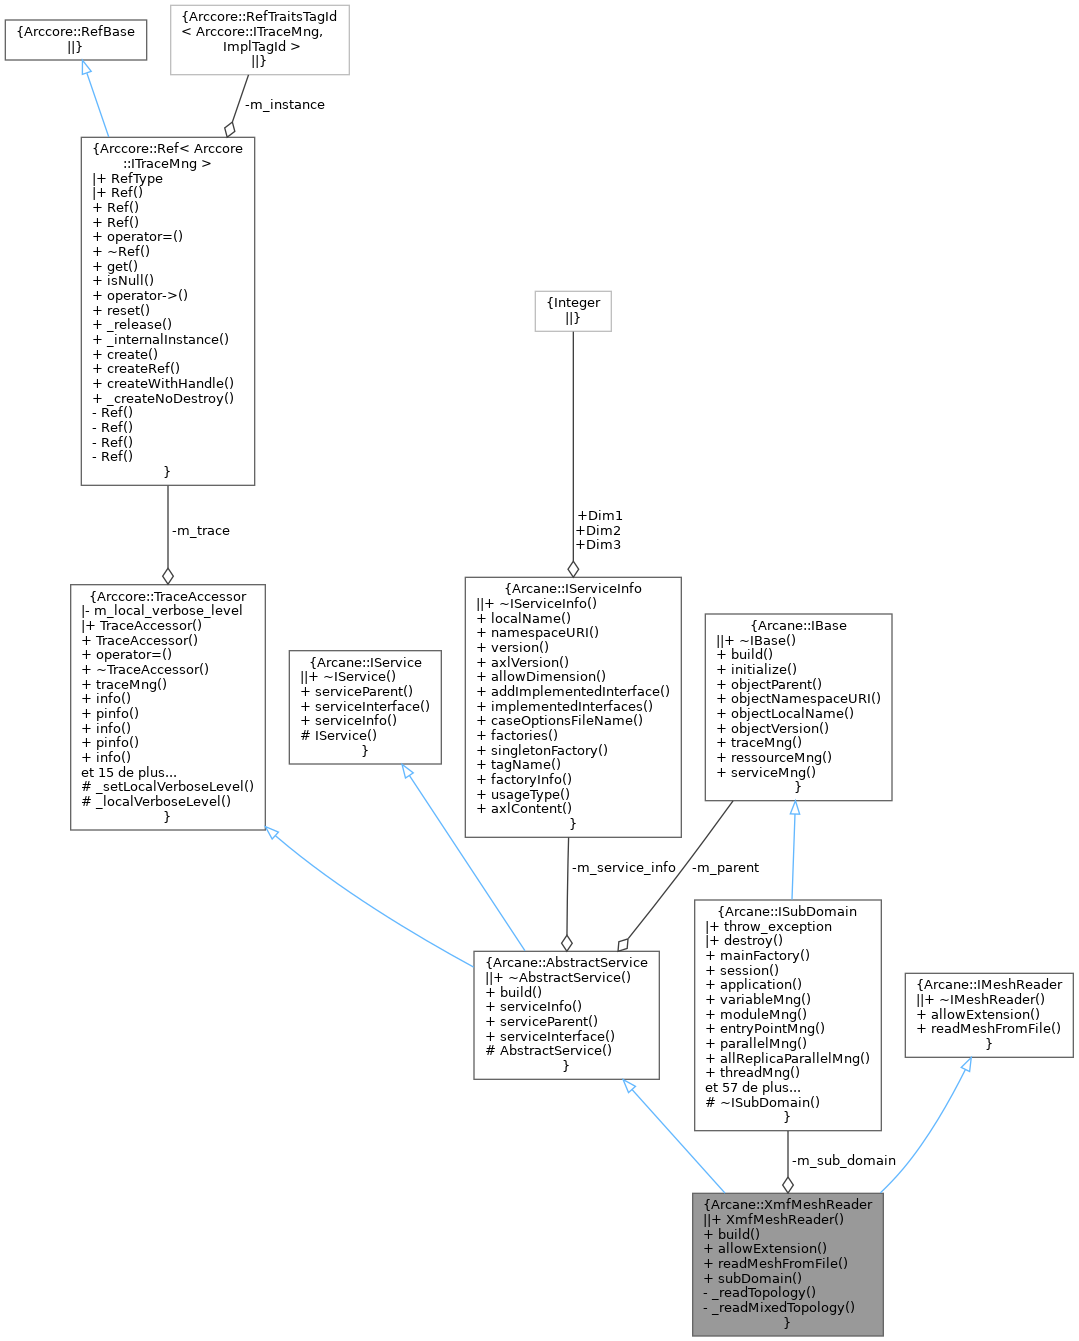 {Arccore::RefBase
||}
{Arccore::RefTraitsTagId
< Arccore::ITraceMng,
ImplTagId >
||}
-m_instance
{Arccore::Ref< Arccore
::ITraceMng >
|+ RefType
|+ Ref()
+ Ref()
+ Ref()
+ operator=()
+ ~Ref()
+ get()
+ isNull()
+ operator->()
+ reset()
+ _release()
+ _internalInstance()
+ create()
+ createRef()
+ createWithHandle()
+ _createNoDestroy()
- Ref()
- Ref()
- Ref()
- Ref()
}
{Integer
||}
-m_trace
+Dim1
+Dim2
+Dim3
{Arccore::TraceAccessor
|- m_local_verbose_level
|+ TraceAccessor()
+ TraceAccessor()
+ operator=()
+ ~TraceAccessor()
+ traceMng()
+ info()
+ pinfo()
+ info()
+ pinfo()
+ info()
et 15 de plus...
# _setLocalVerboseLevel()
# _localVerboseLevel()
}
{Arcane::IService
||+ ~IService()
+ serviceParent()
+ serviceInterface()
+ serviceInfo()
# IService()
}
{Arcane::IServiceInfo
||+ ~IServiceInfo()
+ localName()
+ namespaceURI()
+ version()
+ axlVersion()
+ allowDimension()
+ addImplementedInterface()
+ implementedInterfaces()
+ caseOptionsFileName()
+ factories()
+ singletonFactory()
+ tagName()
+ factoryInfo()
+ usageType()
+ axlContent()
}
{Arcane::IBase
||+ ~IBase()
+ build()
+ initialize()
+ objectParent()
+ objectNamespaceURI()
+ objectLocalName()
+ objectVersion()
+ traceMng()
+ ressourceMng()
+ serviceMng()
}
-m_service_info
-m_parent
{Arcane::AbstractService
||+ ~AbstractService()
+ build()
+ serviceInfo()
+ serviceParent()
+ serviceInterface()
# AbstractService()
}
{Arcane::ISubDomain
|+ throw_exception
|+ destroy()
+ mainFactory()
+ session()
+ application()
+ variableMng()
+ moduleMng()
+ entryPointMng()
+ parallelMng()
+ allReplicaParallelMng()
+ threadMng()
et 57 de plus...
# ~ISubDomain()
}
{Arcane::IMeshReader
||+ ~IMeshReader()
+ allowExtension()
+ readMeshFromFile()
}
-m_sub_domain
{Arcane::XmfMeshReader
||+ XmfMeshReader()
+ build()
+ allowExtension()
+ readMeshFromFile()
+ subDomain()
- _readTopology()
- _readMixedTopology()
}